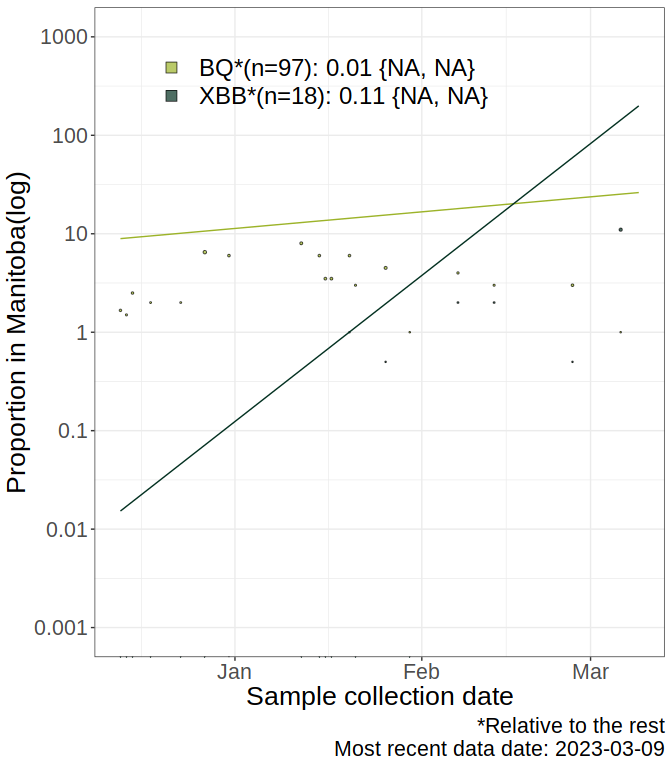 1000
100
10
1
0.1
0.01
0.001
Proportion in Manitoba(log)
BQ*(n=97): 0.01 {NA, NA}
XBB*(n=18): 0.11 {NA, NA}
Jan Feb Mar
Sample collection date
*Relative to the rest
Most recent data date: 2023-03-09